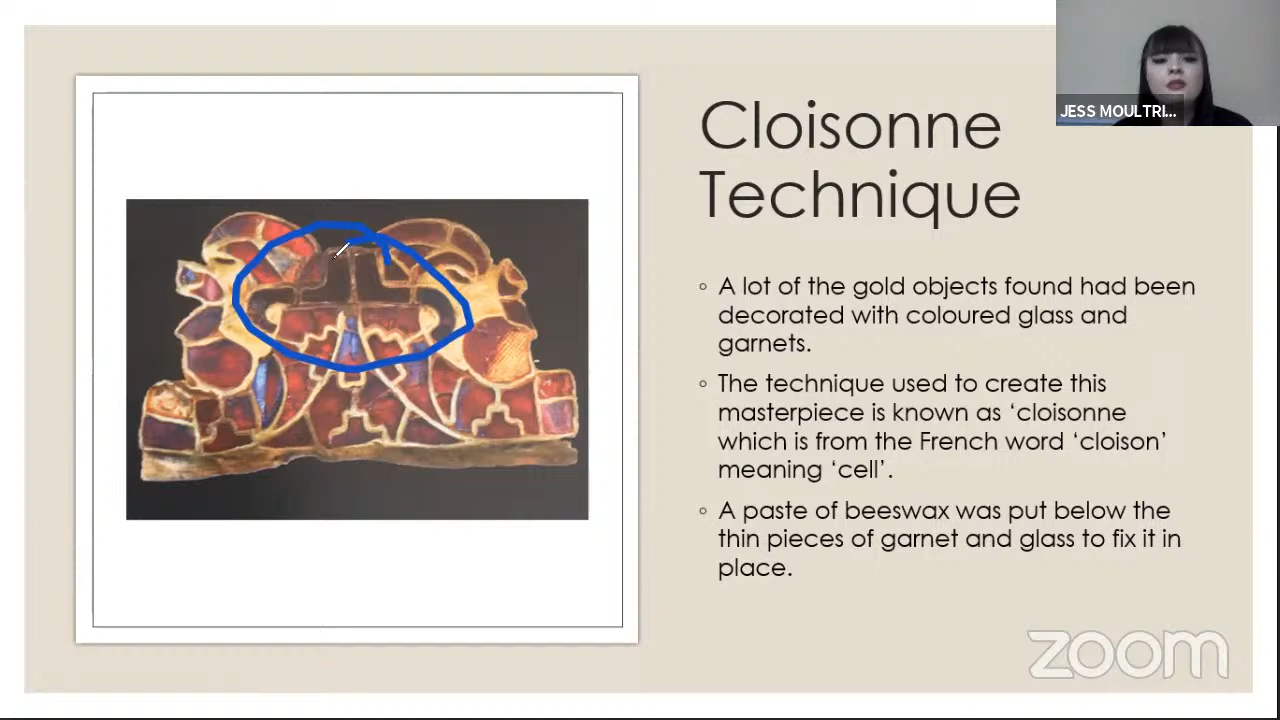 JESS MOULTRI...
Cloisonne
Technique
◦ A lot of the gold objects found had been
decorated with coloured glass and
garnets.
◦ The technique used to create this
masterpiece is known as ‘cloisonne
which is from the French word ‘cloison’
meaning ‘cell’.
◦ A paste of beeswax was put below the
thin pieces of garnet and glass to fix it in
place.
zoom